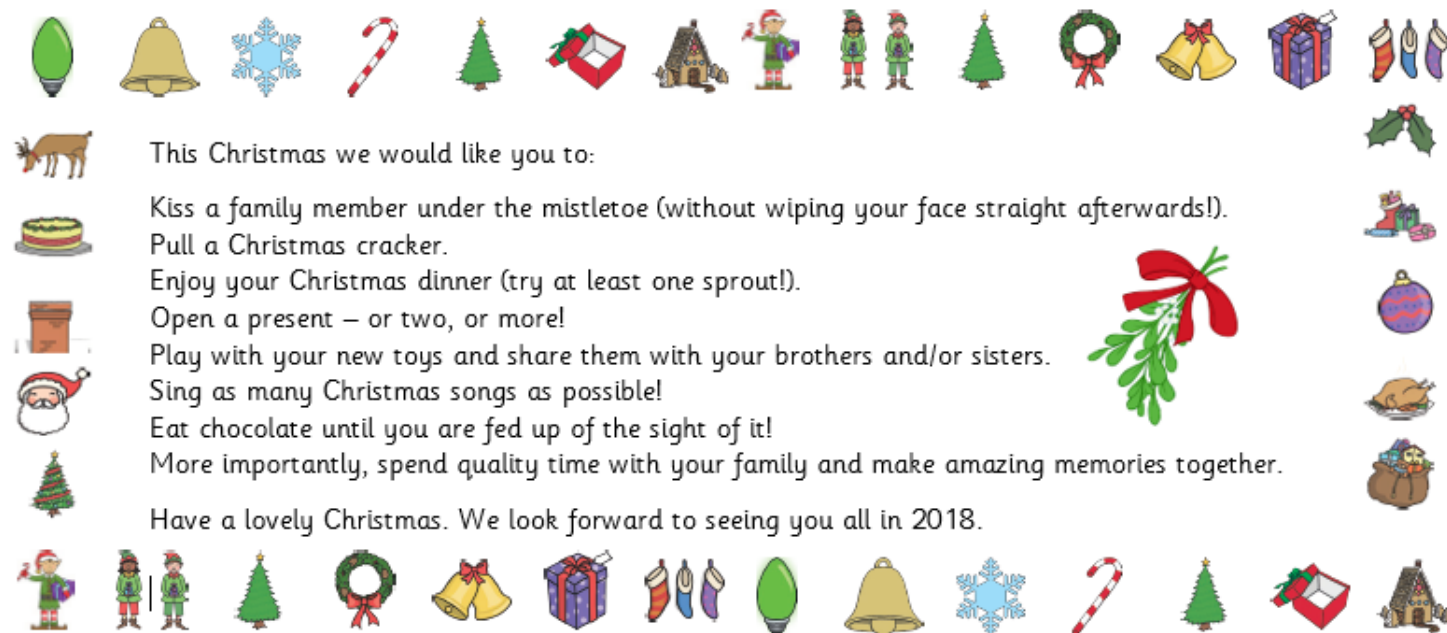 This Christmas we would like you to:
Kiss a family member under the mistletoe (without wiping your face straight afterwards!).
Pull a Christmas cracker.
Enjoy your Christmas dinner (try at least one sprout!).
Open a present – or two, or more!
Play with your new toys and share them with your brothers and/or sisters.
Sing as many Christmas songs as possible!
Eat chocolate until you are fed up of the sight of it!
More importantly, spend quality time with your family and make amazing memories together.
Have a lovely Christmas. We look forward to seeing you all in 2018.